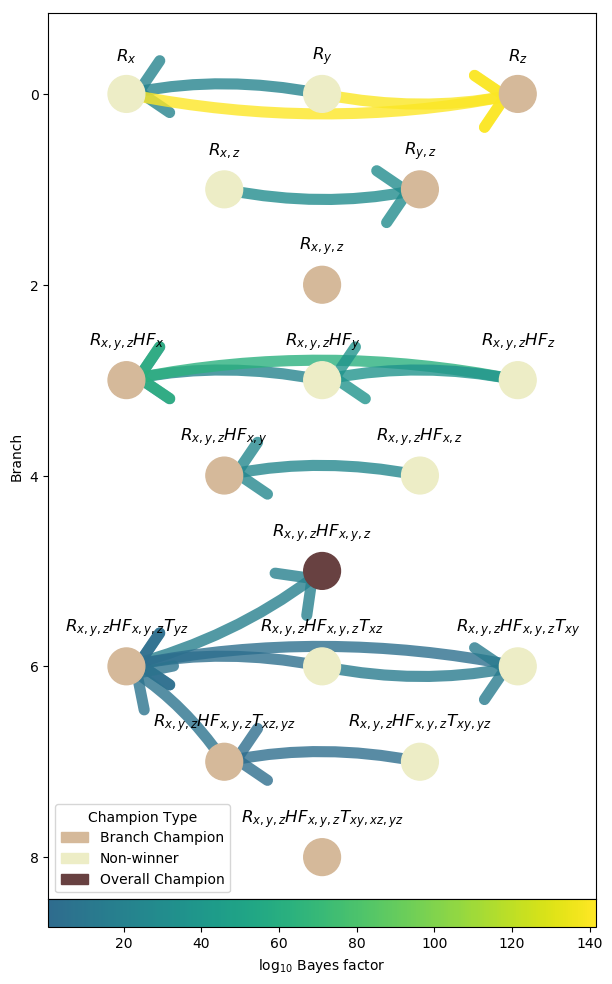 R_x R_y R_z
0
R_{x,z} R_{y,z}
R_{x,y,z}
2
R_{x,y,z}HF_x R_{x,y,z}HF_y R_{x,y,z}HF_z
R_{x,y,z}HF_{x,y} R_{x,y,z}HF_{x,z}
Branch
4
R_{x,y,z}HF_{x,y,z}
R_{x,y,z}HF_{x,y,z}T_{yz} R_{x,y,z}HF_{x,y,z}T_{xz} R_{x,y,z}HF_{x,y,z}T_{xy}
6
R_{x,y,z}HF_{x,y,z}T_{xz,yz} R_{x,y,z}HF_{x,y,z}T_{xy,yz}
R_{x,y,z}HF_{x,y,z}T_{xy,xz,yz}
Champion Type
Branch Champion
Non-winner
Overall Champion
8
20 40 60 80 100 120 140
log_{10} Bayes factor